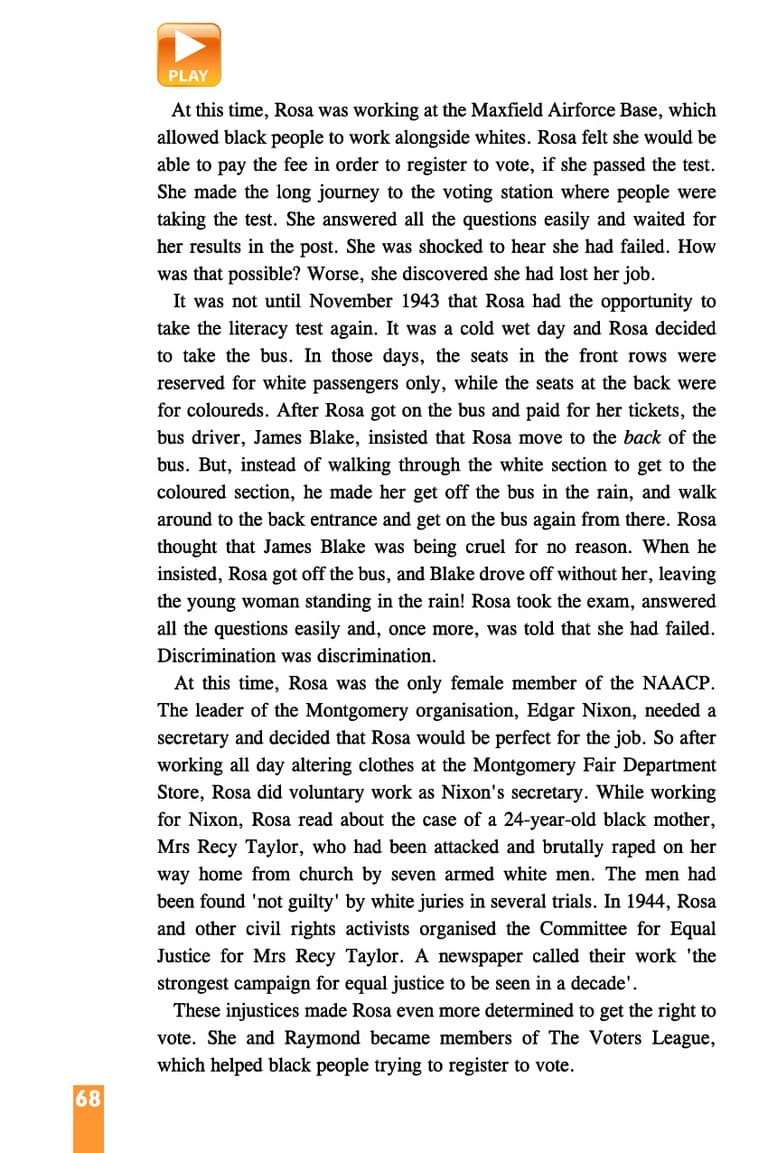 PLAY
At this time, Rosa was working at the Maxfield Airforce Base, which
allowed black people to work alongside whites. Rosa felt she would be
able to pay the fee in order to register to vote, if she passed the test.
She made the long journey to the voting station where people were
taking the test. She answered all the questions easily and waited for
her results in the post. She was shocked to hear she had failed. How
was that possible? Worse, she discovered she had lost her job.
It was not until November 1943 that Rosa had the opportunity to
take the literacy test again. It was a cold wet day and Rosa decided
to take the bus. In those days, the seats in the front rows were
reserved for white passengers only, while the seats at the back were
for coloureds. After Rosa got on the bus and paid for her tickets, the
bus driver, James Blake, insisted that Rosa move to the back of the
bus. But, instead of walking through the white section to get to the
coloured section, he made her get off the bus in the rain, and walk
around to the back entrance and get on the bus again from there. Rosa
thought that James Blake was being cruel for no reason. When he
insisted, Rosa got off the bus, and Blake drove off without her, leaving
the young woman standing in the rain! Rosa took the exam, answered
all the questions easily and, once more, was told that she had failed.
Discrimination was discrimination.
At this time, Rosa was the only female member of the NAACP.
The leader of the Montgomery organisation, Edgar Nixon, needed a
secretary and decided that Rosa would be perfect for the job. So after
working all day altering clothes at the Montgomery Fair Department
Store, Rosa did voluntary work as Nixon's secretary. While working
for Nixon, Rosa read about the case of a 24-year-old black mother,
Mrs Recy Taylor, who had been attacked and brutally raped on her
way home from church by seven armed white men. The men had
been found 'not guilty' by white juries in several trials. In 1944, Rosa
and other civil rights activists organised the Committee for Equal
Justice for Mrs Recy Taylor. A newspaper called their work 'the
strongest campaign for equal justice to be seen in a decade'.
These injustices made Rosa even more determined to get the right to
vote. She and Raymond became members of The Voters League,
which helped black people trying to register to vote.
68